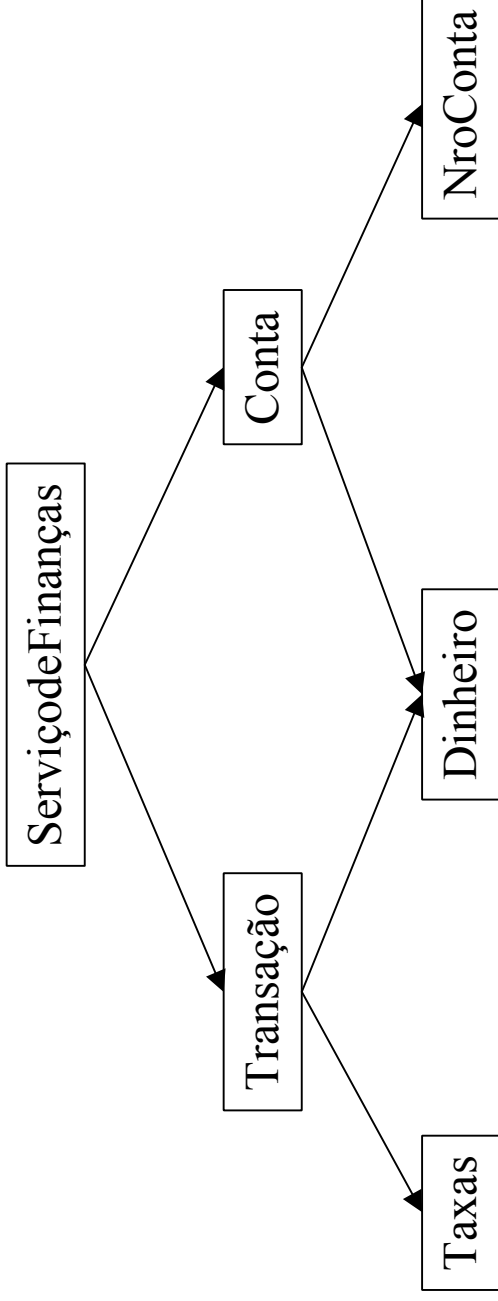 ServiçodeFinanças
Transação
Conta
Taxas
Dinheiro
NroConta